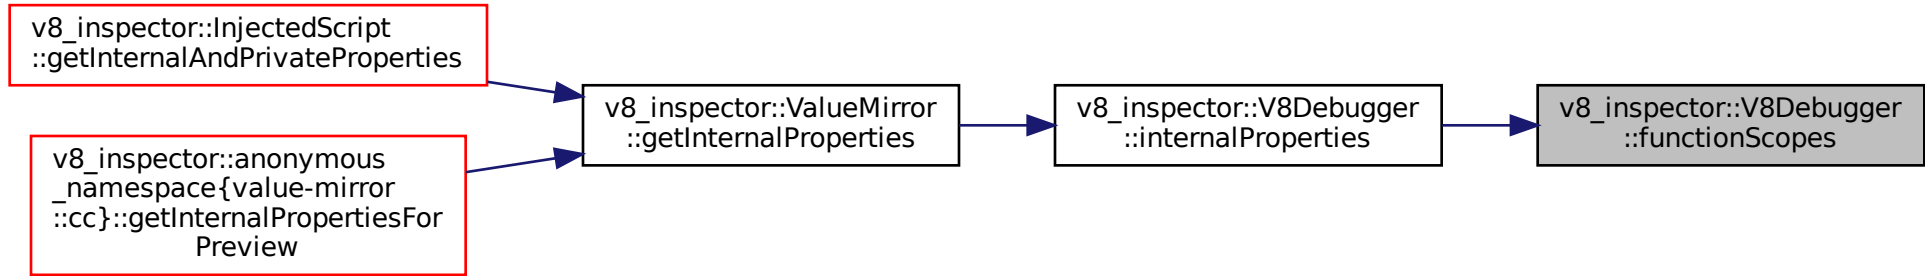 v8_inspector::InjectedScript
::getInternalAndPrivateProperties
v8_inspector::anonymous
_namespace{value-mirror
::cc}::getInternalPropertiesFor
Preview
v8_inspector::ValueMirror
::getInternalProperties
v8_inspector::V8Debugger
::internalProperties
v8_inspector::V8Debugger
::functionScopes